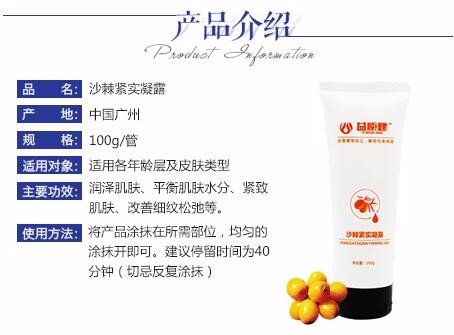 产品介绍
Product Information
品 名: 沙棘紧实凝露
产 地: 中国广州
规 格: 100g/管
适用对象: 适用各年龄层及皮肤类型
主要功效: 润泽肌肤、平衡肌肤水分、紧致
肌肤、改善细纹松弛等。
使用方法: 将产品涂抹在所需部位，均匀的
涂抹开即可。建议停留时间为40
分钟（切忌反复涂抹）
沙棘紧实凝露